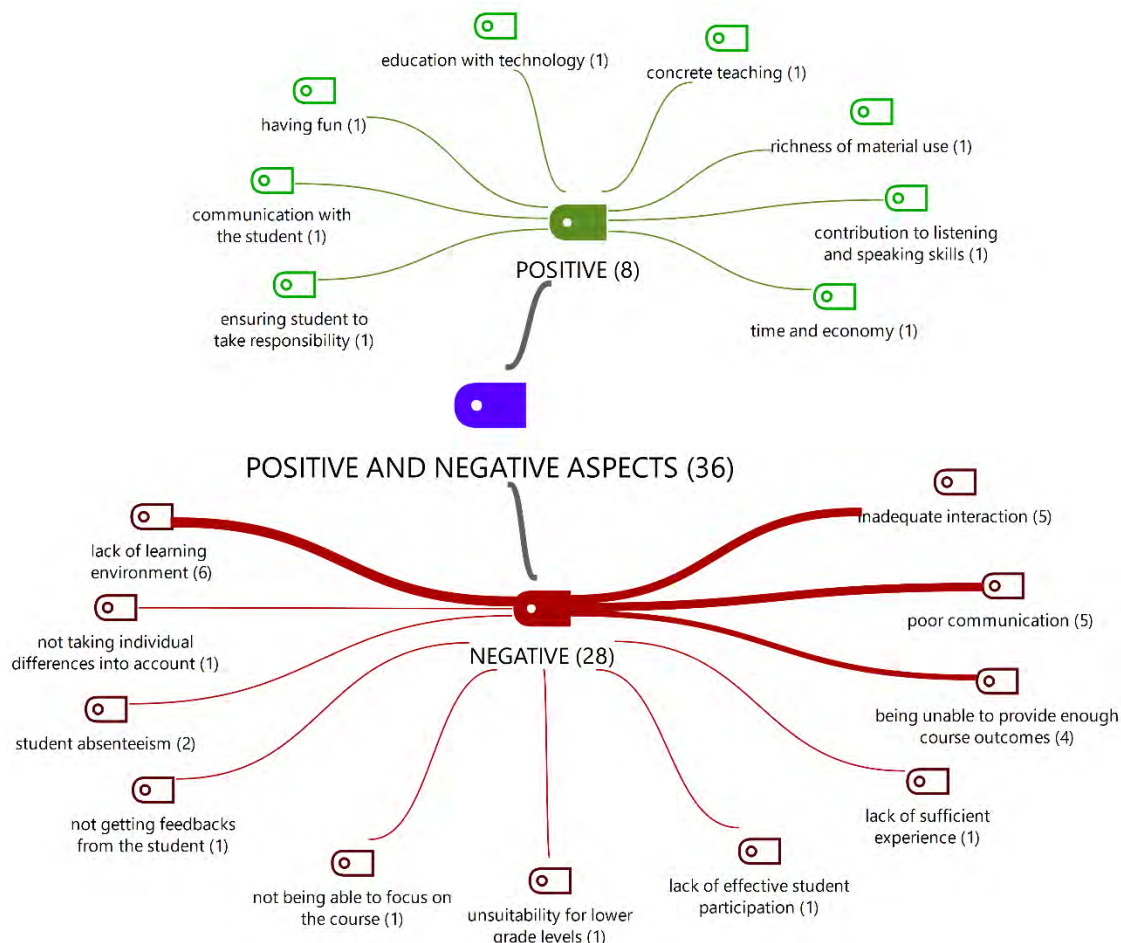 education with technology (1)
concrete teaching (1)
having fun (1)
richness of material use (1)
communication with
the student (1)
contribution to listening
and speaking skills (1)
POSITIVE (8)
ensuring student to
take responsibility (1)
time and economy (1)
POSITIVE AND NEGATIVE ASPECTS (36)
lack of learning
environment (6)
inadequate interaction (5)
not taking individual
differences into account (1)
poor communication (5)
NEGATIVE (28)
student absenteeism (2)
being unable to provide enough
course outcomes (4)
not getting feedbacks
from the student (1)
lack of sufficient
experience (1)
not being able to focus on
the course (1)
unsuitability for lower
grade levels (1)
lack of effective student
participation (1)